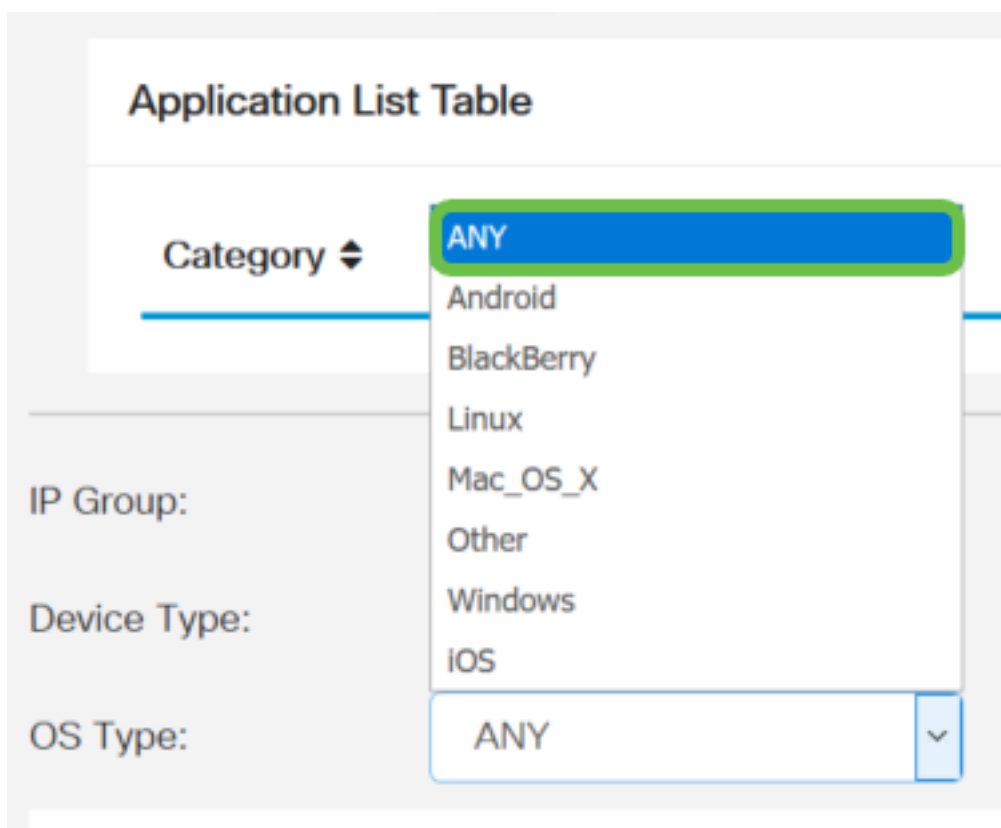 Application List Table
Category
ANY
Android
BlackBerry
Linux
Mac_OS_X
Other
Windows
iOS
IP Group:
Device Type:
OS Type:
ANY